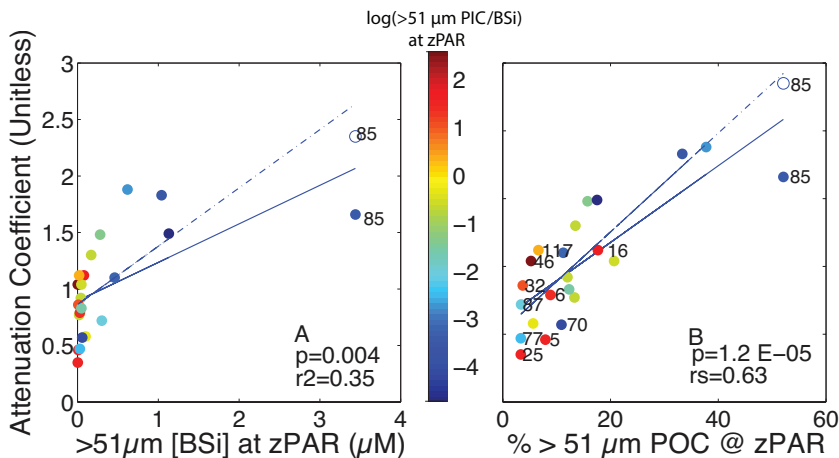 log(>51 µm PIC/BSi)
at zPAR
Attenuation Coefficient (Unitless)
3
2.5
2
1.5
1
0.5
0
0 1 2 3 4
>51µm [BSi] at zPAR (µM)
85
85
A
p=0.004
r2=0.35
2
1
0
−1
−2
−3
−4
85
85
117
16
46
32
6
87
70
77
5
25
B
p=1.2 E−05
rs=0.63
0 20 40 60
% > 51 µm POC @ zPAR